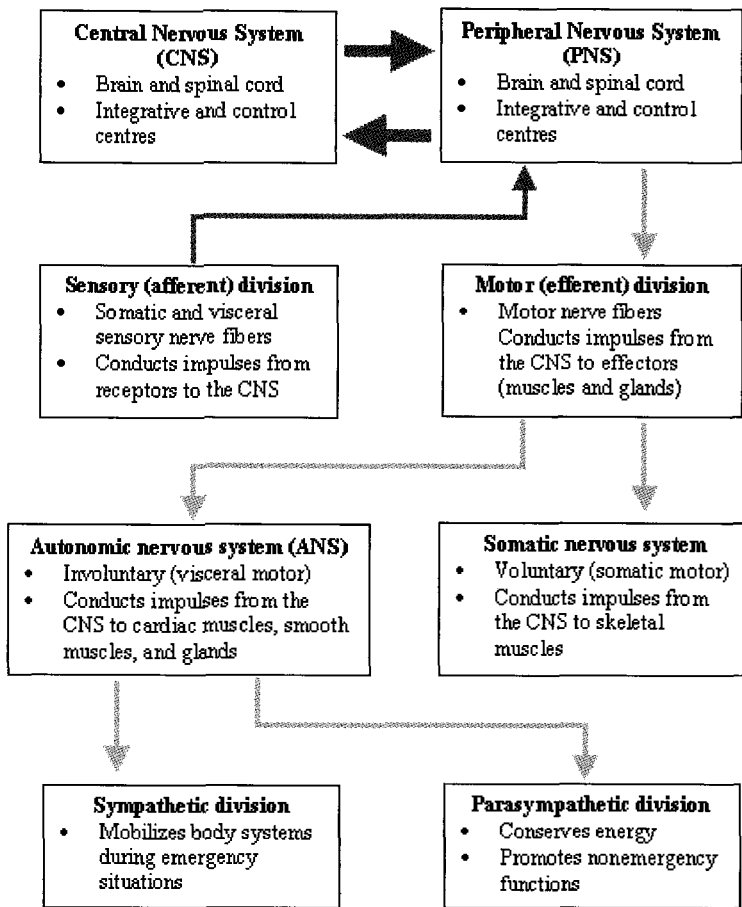 Central Nervous System
(CNS)
• Brain and spinal cord
• Integrative and control
centres
Peripheral Nervous System
(PNS)
• Brain and spinal cord
• Integrative and control
centres
Sensory (afferent) division
• Somatic and visceral
sensory nerve fibers
• Conducts impulses from
receptors to the CNS
Motor (efferent) division
• Motor nerve fibers
Conducts impulses from
the CNS to effectors
(muscles and glands)
Autonomic nervous system (ANS)
• Involuntary (visceral motor)
• Conducts impulses from the
CNS to cardiac muscles, smooth
muscles, and glands
Somatic nervous system
• Voluntary (somatic motor)
• Conducts impulses from
the CNS to skeletal
muscles
Sympathetic division
• Mobilizes body systems
during emergency
situations
Parasympathetic division
• Conserves energy
• Promotes nonemergency
functions